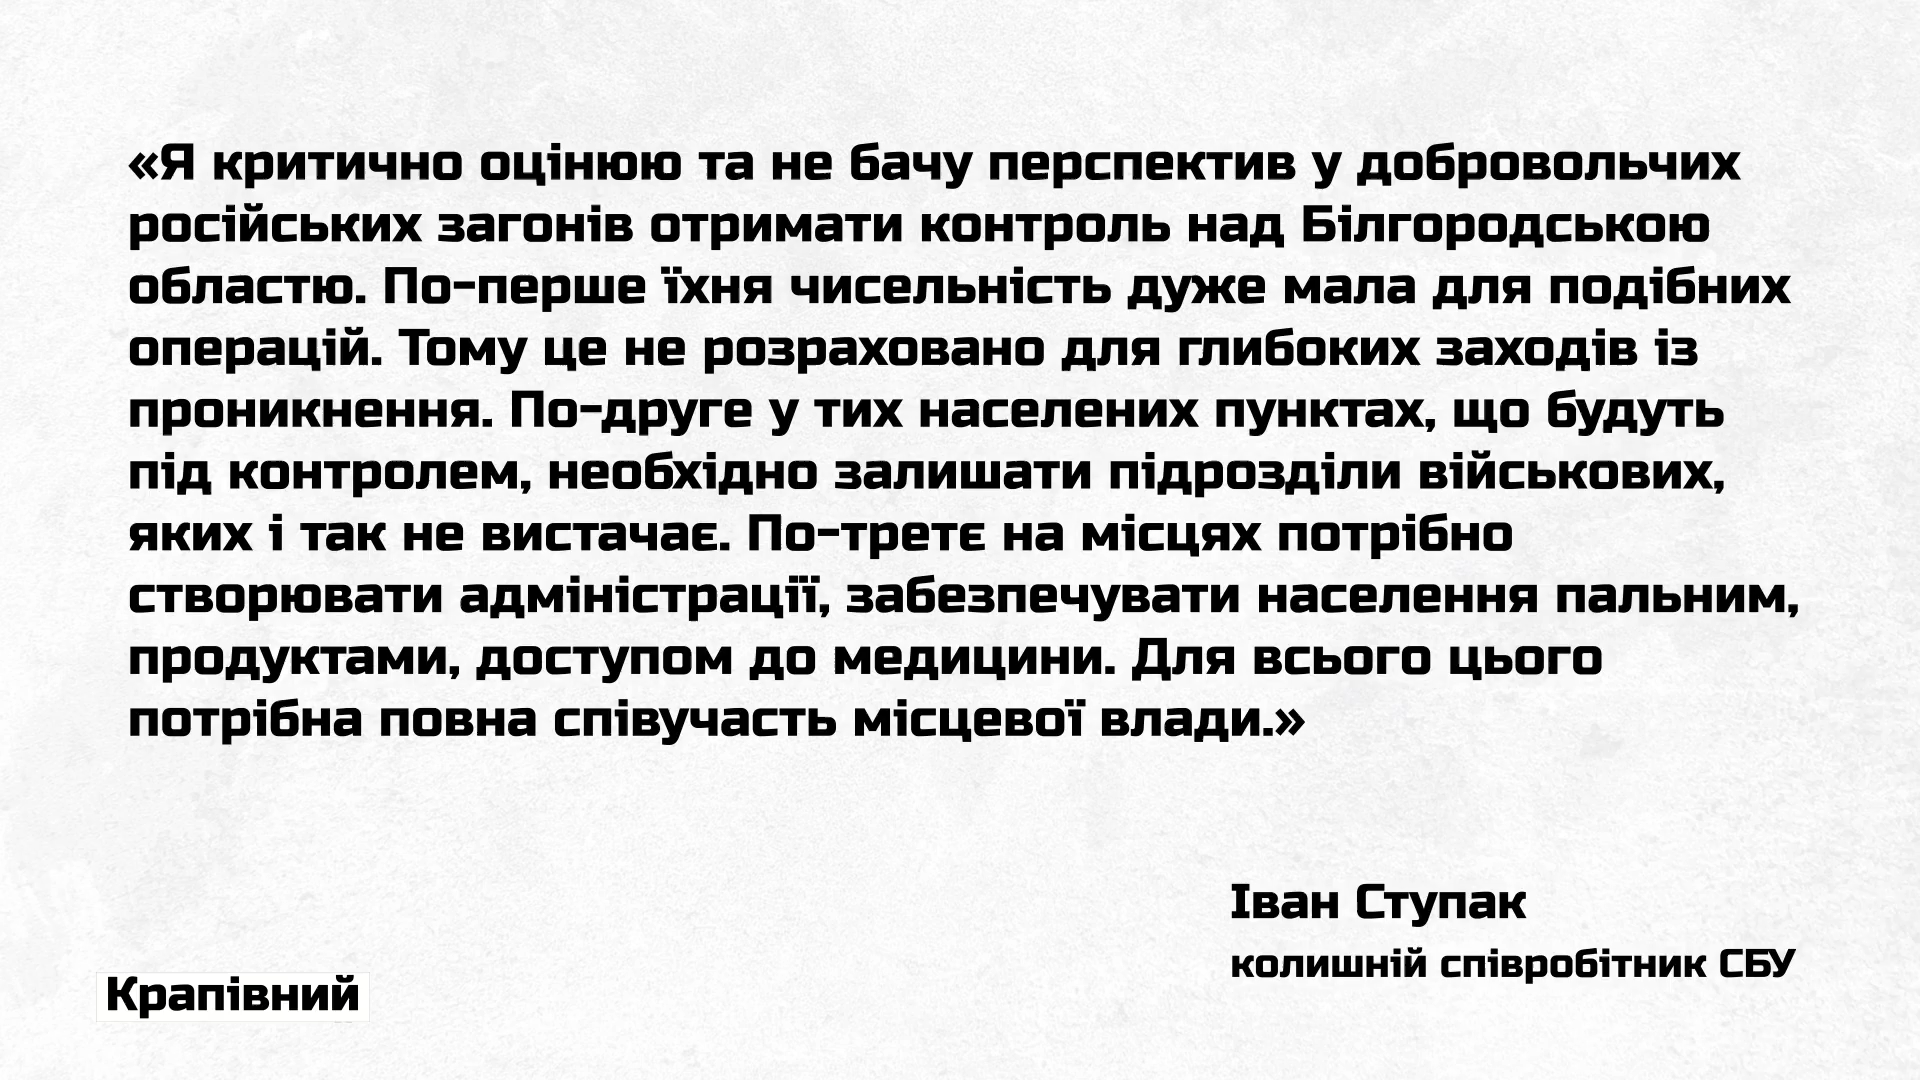 «Я критично оцінюю та не бачу перспектив у добровольчих
російських загонів отримати контроль над Білгородською
областю. По-перше їхня чисельність дуже мала для подібних
операцій. Тому це не розраховано для глибоких заходів із
проникнення. По-друге у тих населених пунктах, що будуть
під контролем, необхідно залишати підрозділи військових,
яких і так не вистачає. По-третє на місцях потрібно
створювати адміністрації, забезпечувати населення пальним,
продуктами, доступом до медицини. Для всього цього
потрібна повна співучасть місцевої влади.»
Іван Ступак
колишній співробітник СБУ
Крапівний